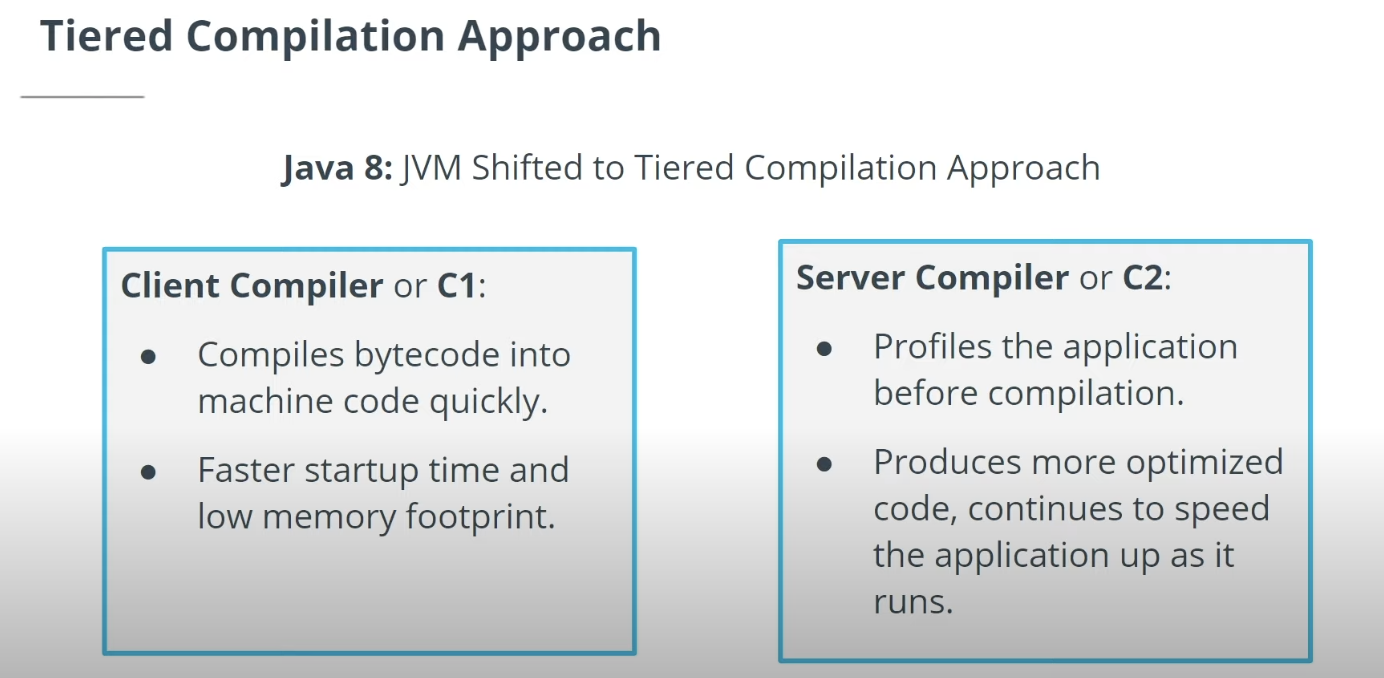 Tiered Compilation Approach
Java 8: JVM Shifted to Tiered Compilation Approach
Client Compiler or C1:
● Compiles bytecode into
machine code quickly.
● Faster startup time and
low memory footprint.
Server Compiler or C2:
● Profiles the application
before compilation.
● Produces more optimized
code, continues to speed
the application up as it
runs.